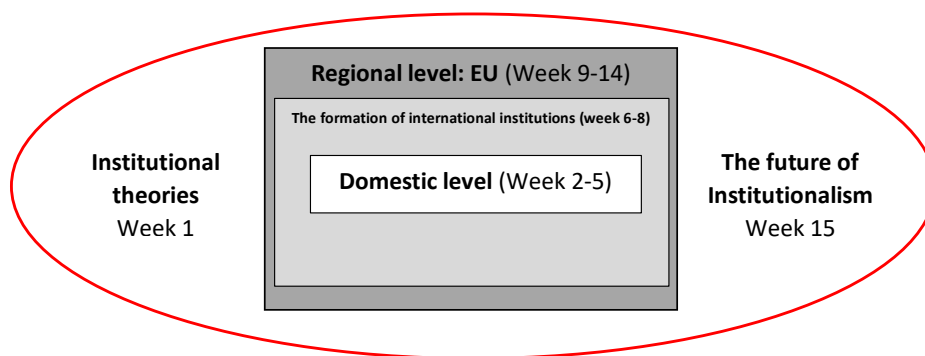 Regional level: EU (Week 9-14)
The formation of international institutions (week 6-8)
Institutional
theories
Week 1
Domestic level (Week 2-5)
The future of
Institutionalism
Week 15